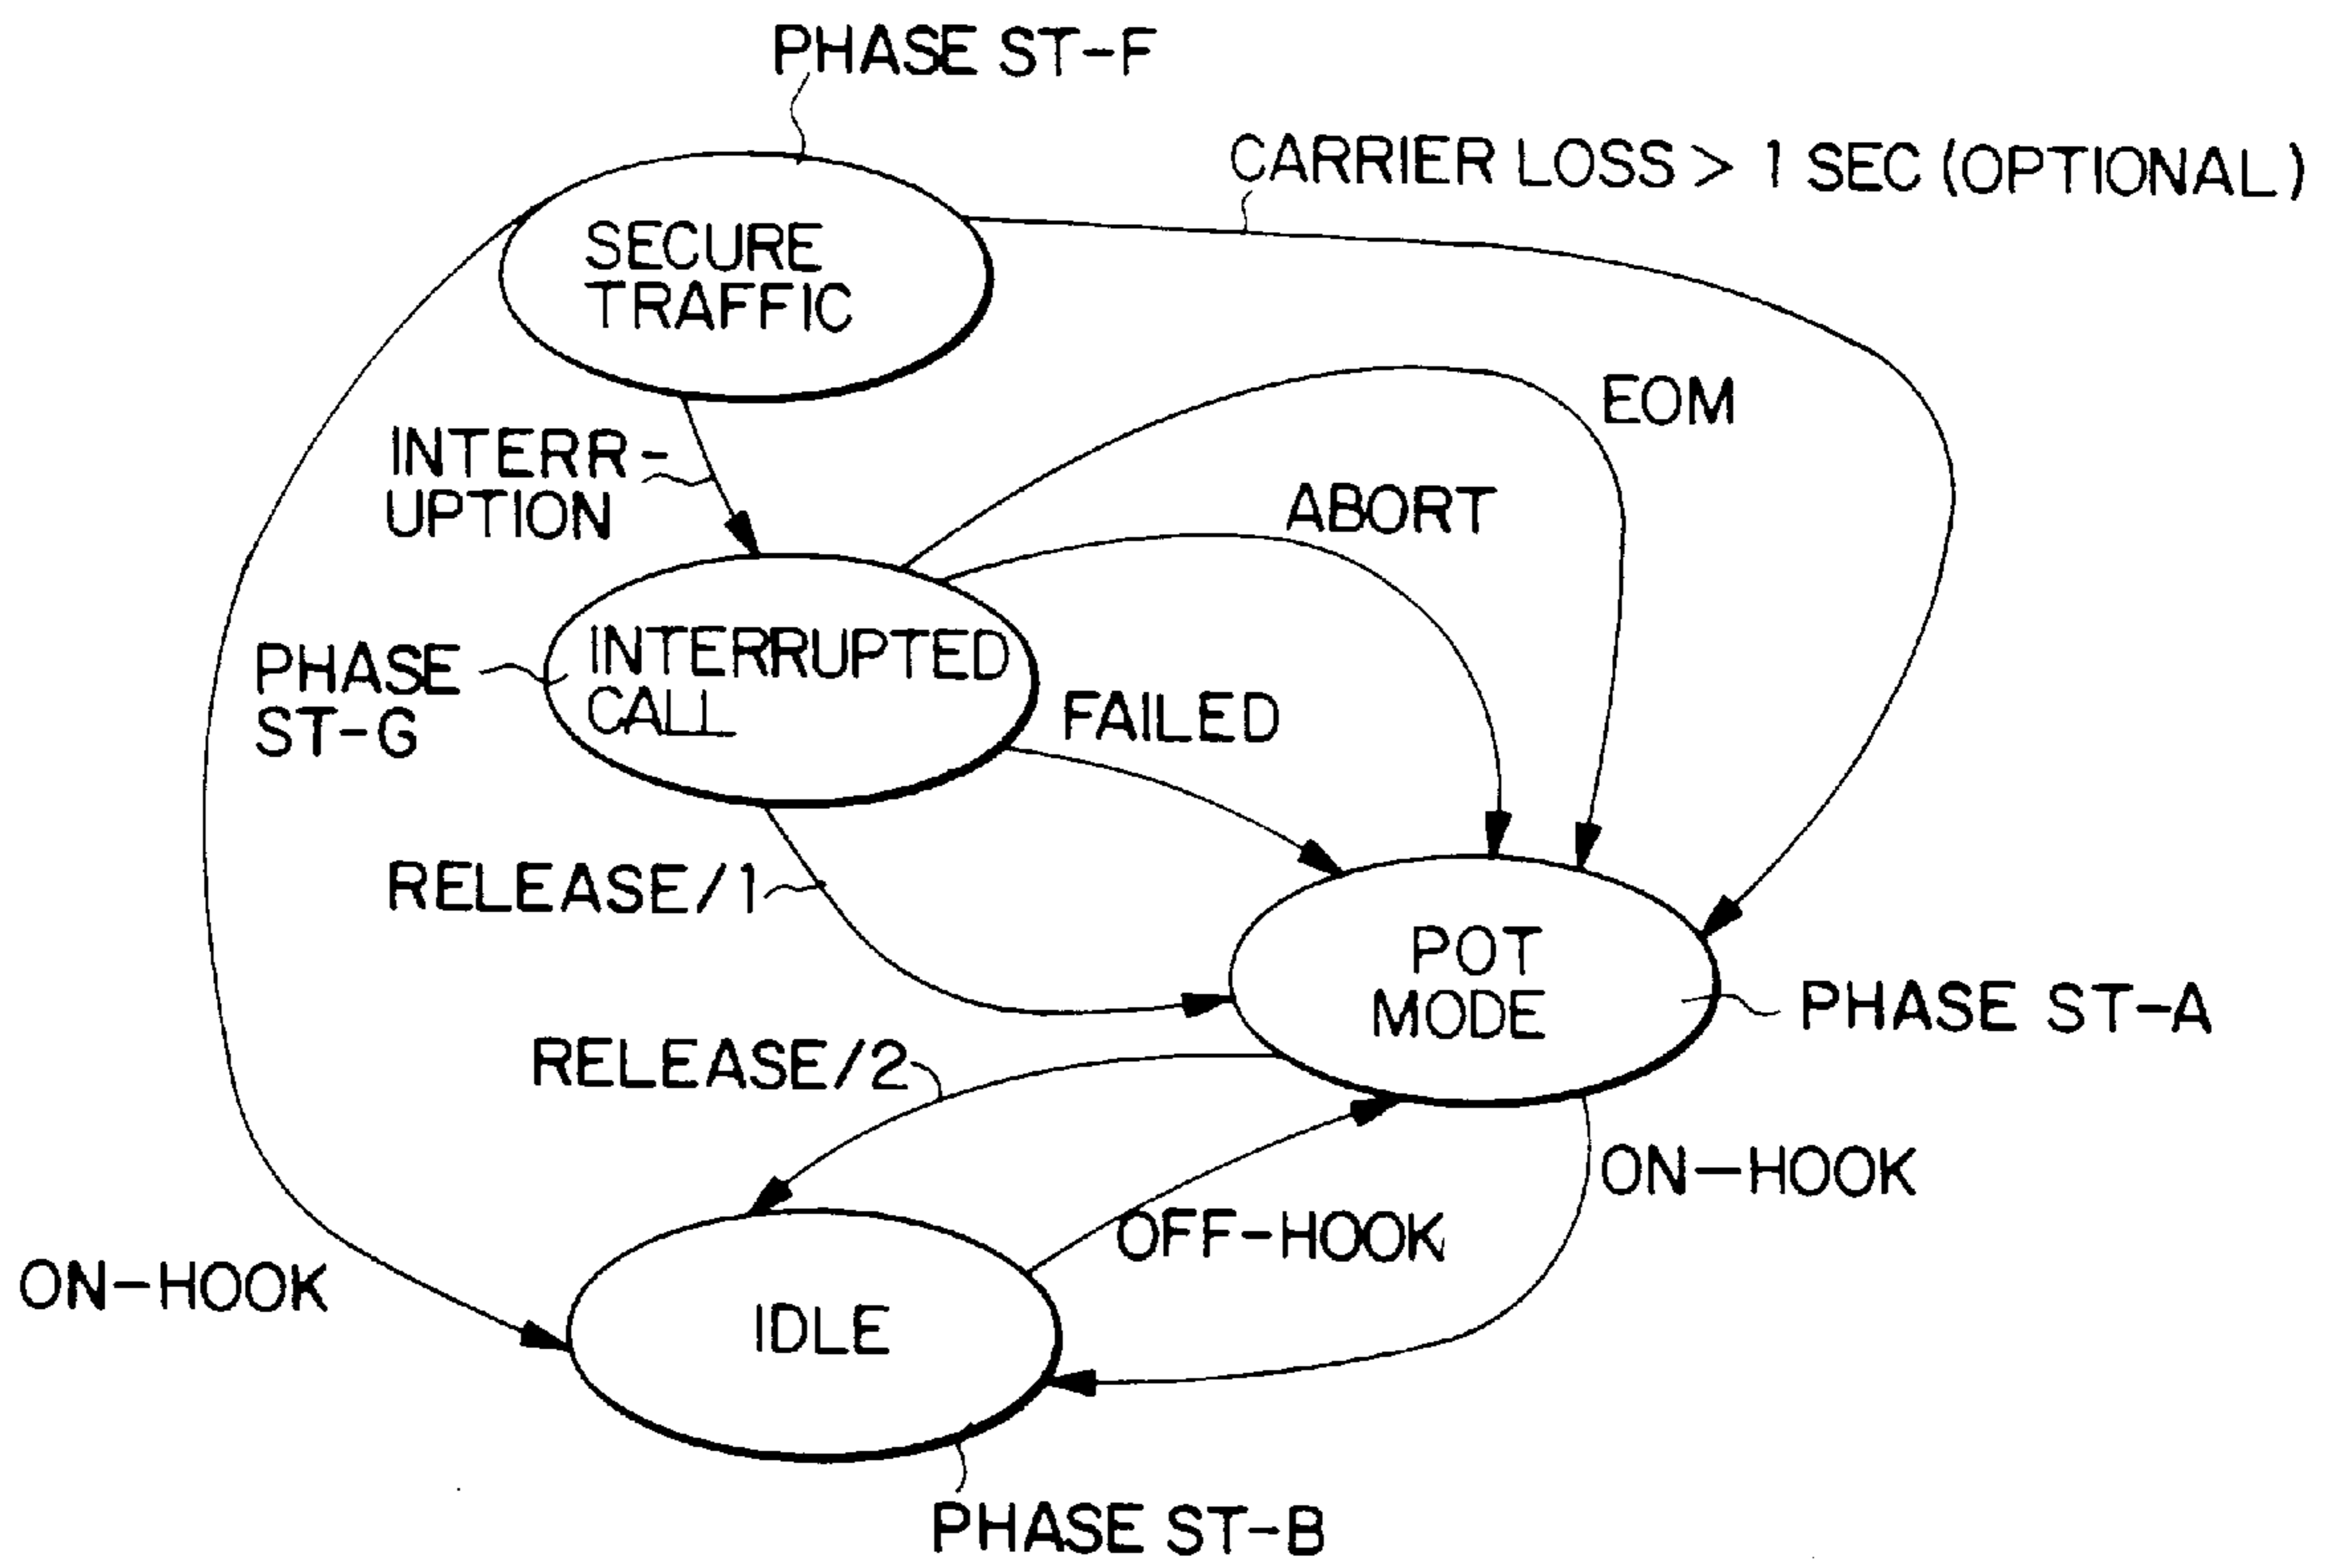 PHASE ST-F
CARRIER LOSS > 1 SEC (OPTIONAL)
SECURE
TRAFFIC
EOM
INTERR-
UPTION
ABORT
INTERRUPTED
CALL
PHASE
ST-G
FAILED
RELEASE/1
POT
MODE
PHASE ST-A
RELEASE/2
ON-HOOK
OFF-HOOK
ON-HOOK
IDLE
PHASE ST-B